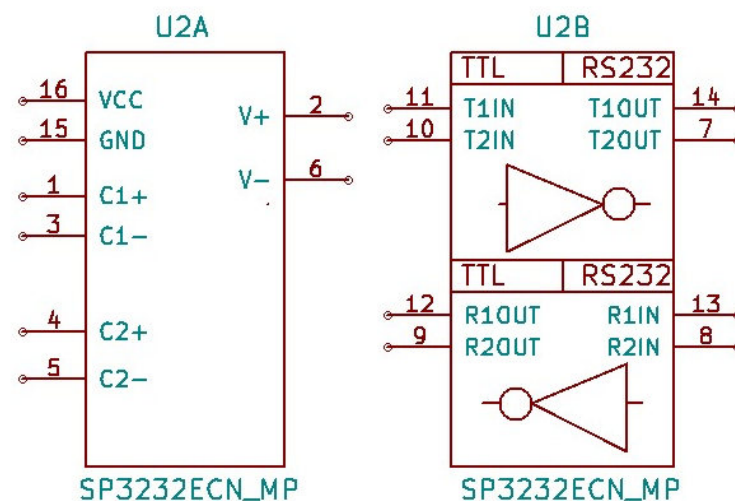 U2A
16 VCC
V+ 2
15 GND
V- 6
1 C1+
3 C1-
4 C2+
5 C2-
SP3232ECN_MP
U2B
TTL RS232
11 T1IN T1OUT 14
10 T2IN T2OUT 7
TTL RS232
12 R1OUT R1IN 13
9 R2OUT R2IN 8
SP3232ECN_MP